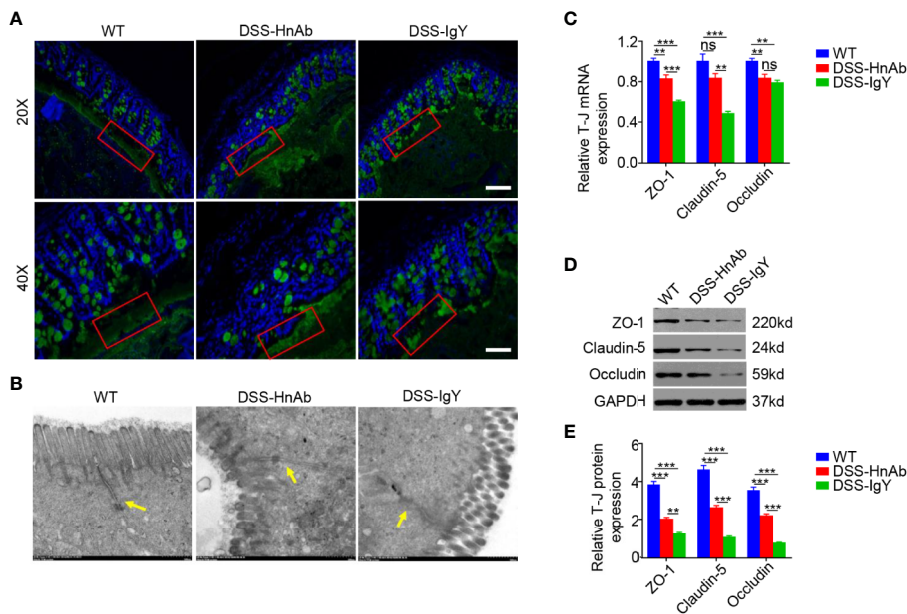 A
WT
DSS-HnAb
DSS-IgY
20X
40X
B
WT
DSS-HnAb
DSS-IgY
C
Relative T-J mRNA
expression
1.2
0.8
0.4
0.0
***
**
***
***
ns
**
**
**
ns
WT
DSS-HnAb
DSS-IgY
ZO-1
Claudin-5
Occludin
D
WT
DSS-HnAb
DSS-IgY
ZO-1
220kd
Claudin-5
24kd
Occludin
59kd
GAPDH
37kd
E
Relative T-J protein
expression
6
4
2
0
***
***
**
***
***
***
***
***
***
WT
DSS-HnAb
DSS-IgY
ZO-1
Claudin-5
Occludin